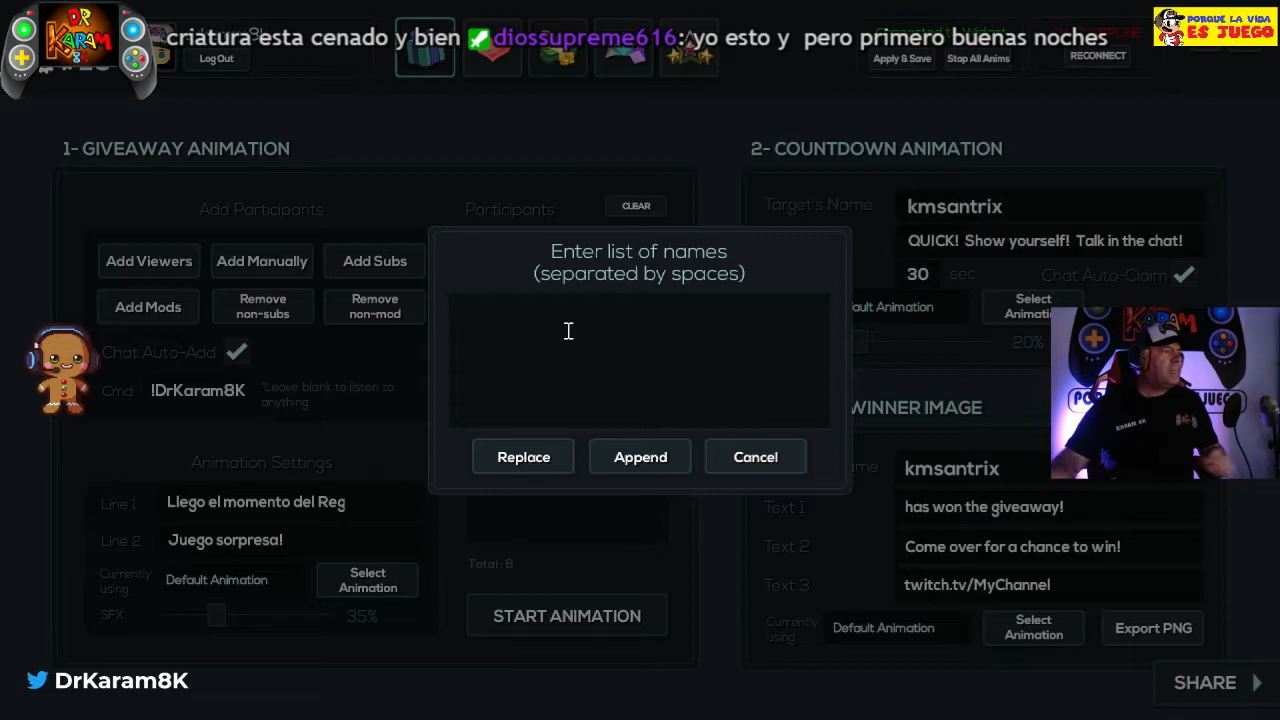 DR KARAM 8K
criatura esta cenado y bien diossupreme616: yo esto y pero primero buenas noches
PORQUE LA VIDA
ES JUEGO
Log Out
Apply & Save
Stop All Anims
RECONNECT
1- GIVEAWAY ANIMATION
2- COUNTDOWN ANIMATION
Add Participants
Participants
CLEAR
Target's Name
kmsantrix
QUICK! Show yourself! Talk in the chat!
30 sec
Chat Auto-Claim
Add Viewers
Add Manually
Add Subs
Add Mods
Remove non-subs
Remove non-mod
Enter list of names
(separated by spaces)
Replace
Append
Cancel
Select
20%
Chat Auto-Add
Cmd
!DrKaram8K
*Leave blank to listen to anything
WINNER IMAGE
Animation Settings
Line 1
Llego el momento del Reg
Line 2
Juego sorpresa!
Currently using
Default Animation
Select Animation
SFX
35%
Total: 8
START ANIMATION
kmsantrix
Text 1
has won the giveaway!
Text 2
Come over for a chance to win!
Text 3
twitch.tv/MyChannel
Currently using
Default Animation
Select Animation
Export PNG
DrKaram8K
SHARE